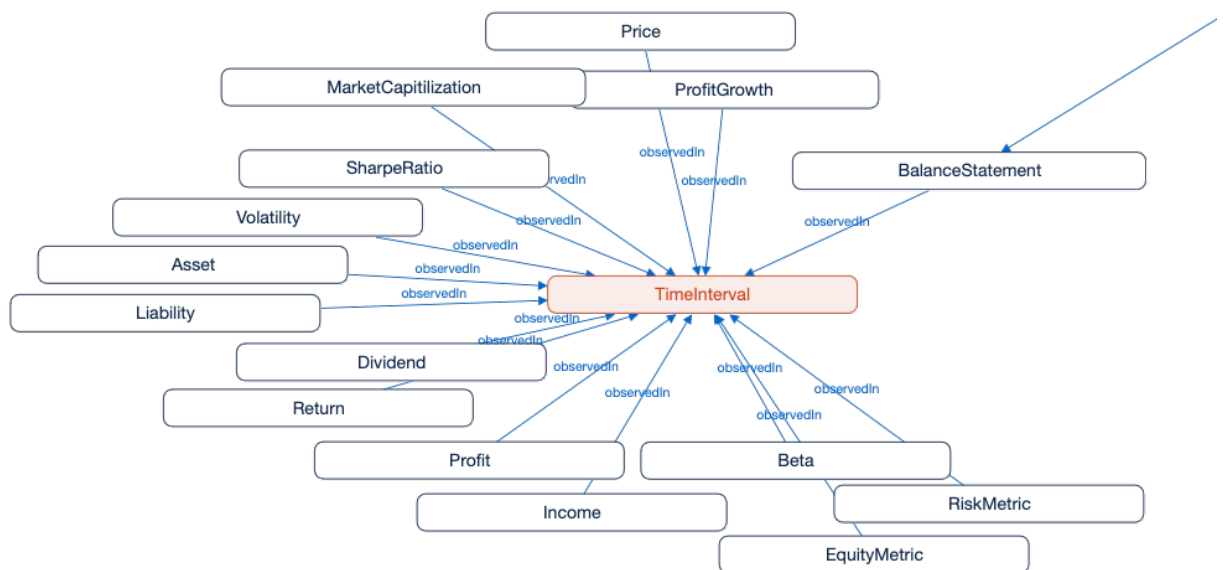 Price
MarketCapitilization
ProfitGrowth
observedIn
SharpeRatio
observedIn
observedIn
BalanceStatement
Volatility
observedIn
observedIn
observedIn
Asset
observedIn
Liability
observedIn
TimeInterval
observedIn
observedIn
Dividend
observedIn
observedIn
Return
observedIn
observedIn
observedIn
Profit
Beta
Income
RiskMetric
EquityMetric